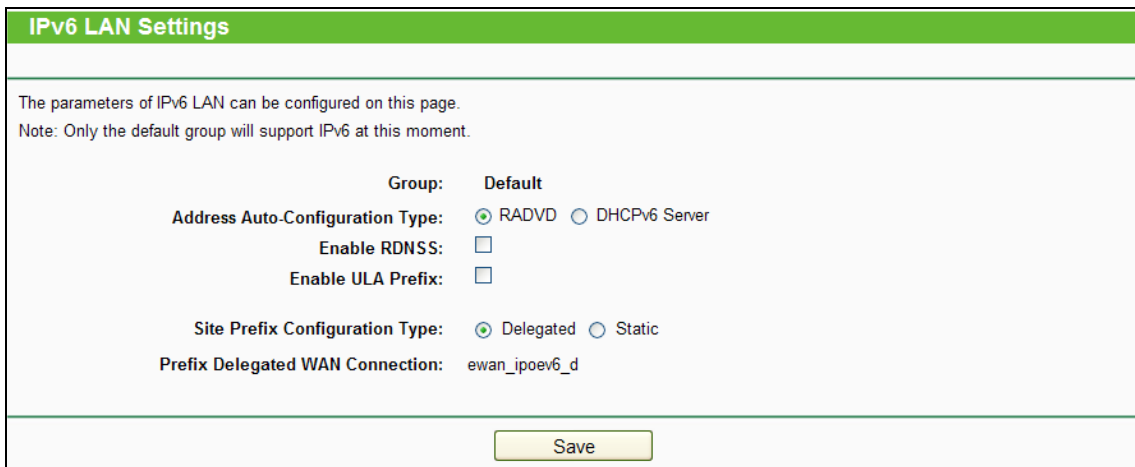 IPv6 LAN Settings
The parameters of IPv6 LAN can be configured on this page.
Note: Only the default group will support IPv6 at this moment.
Group: Default
Address Auto-Configuration Type: RADVD DHCPv6 Server
Enable RDNSS:
Enable ULA Prefix:
Site Prefix Configuration Type: Delegated Static
Prefix Delegated WAN Connection: ewan_ipoev6_d
Save